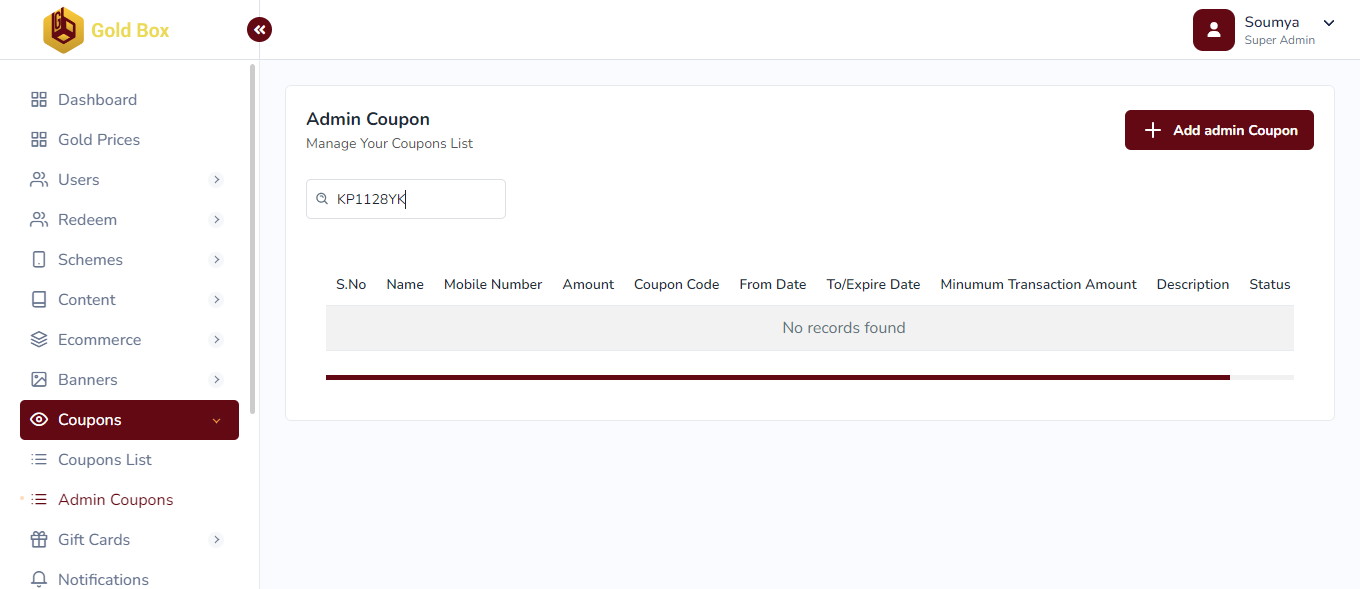 Gold Box
Soumya
Super Admin
Dashboard
Gold Prices
Users
Redeem
Schemes
Content
Ecommerce
Banners
Coupons
Coupons List
Admin Coupons
Gift Cards
Notifications
Admin Coupon
Manage Your Coupons List
Add admin Coupon
KP1128YK
S.No Name Mobile Number Amount Coupon Code From Date To/Expire Date Minumum Transaction Amount Description Status
No records found